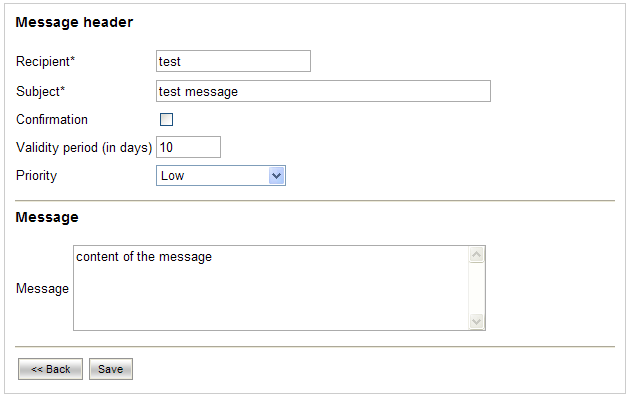 Message header
Recipient* test
Subject* test message
Confirmation
Validity period (in days) 10
Priority Low
Message
Message content of the message
<< Back Save